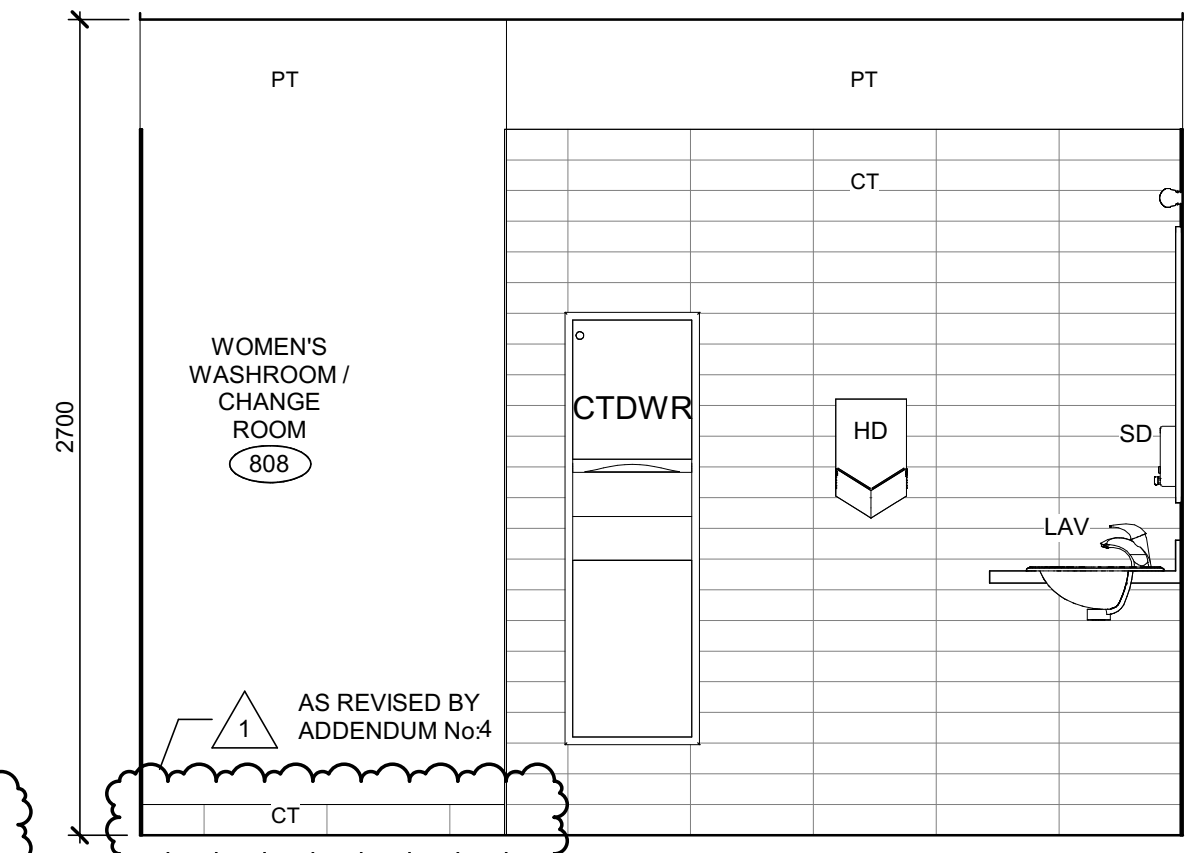 PT
PT
CT
WOMEN'S
WASHROOM /
CHANGE
ROOM
808
2700
CTDWR
HD
SD
LAV
1
AS REVISED BY
ADDENDUM No:4
CT